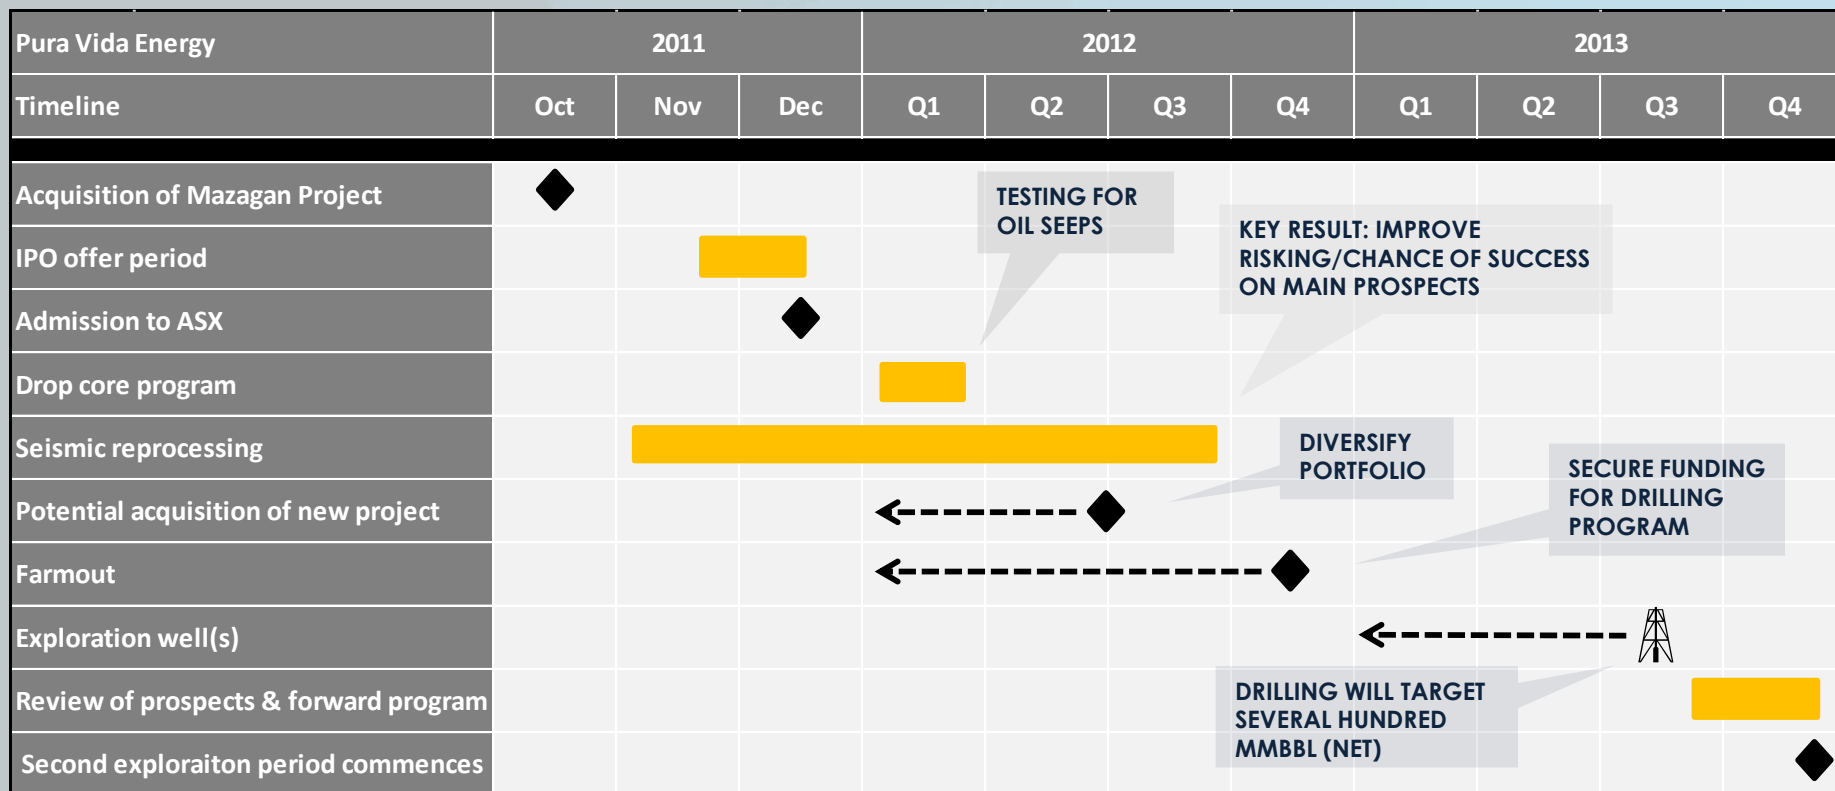 Pura Vida Energy 2011 2012 2013
Timeline Oct Nov Dec Q1 Q2 Q3 Q4 Q1 Q2 Q3 Q4
Acquisition of Mazagan Project
IPO offer period
Admission to ASX
Drop core program
Seismic reprocessing
Potential acquisition of new project
Farmout
Exploration well(s)
Review of prospects & forward program
Second exploraiton period commences
TESTING FOR
OIL SEEPS
KEY RESULT: IMPROVE
RISKING/CHANCE OF SUCCESS
ON MAIN PROSPECTS
DIVERSIFY
PORTFOLIO
SECURE FUNDING
FOR DRILLING
PROGRAM
DRILLING WILL TARGET
SEVERAL HUNDRED
MMBBL (NET)